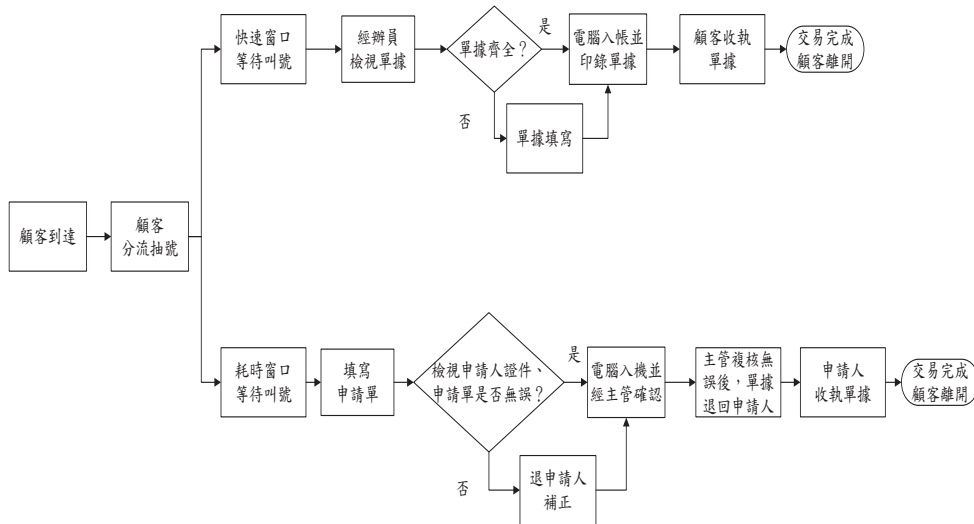 顧客到達
顧客
分流抽號
快速窗口
等待叫號
經辦員
檢視單據
單據齊全？
是
否
單據填寫
電腦入帳並
印錄單據
顧客收執
單據
交易完成
顧客離開
耗時窗口
等待叫號
填寫
申請單
檢視申請人證件、
申請單是否無誤？
是
否
退申請人
補正
電腦入機並
經主管確認
主管複核無
誤後，單據
退回申請人
申請人
收執單據
交易完成
顧客離開